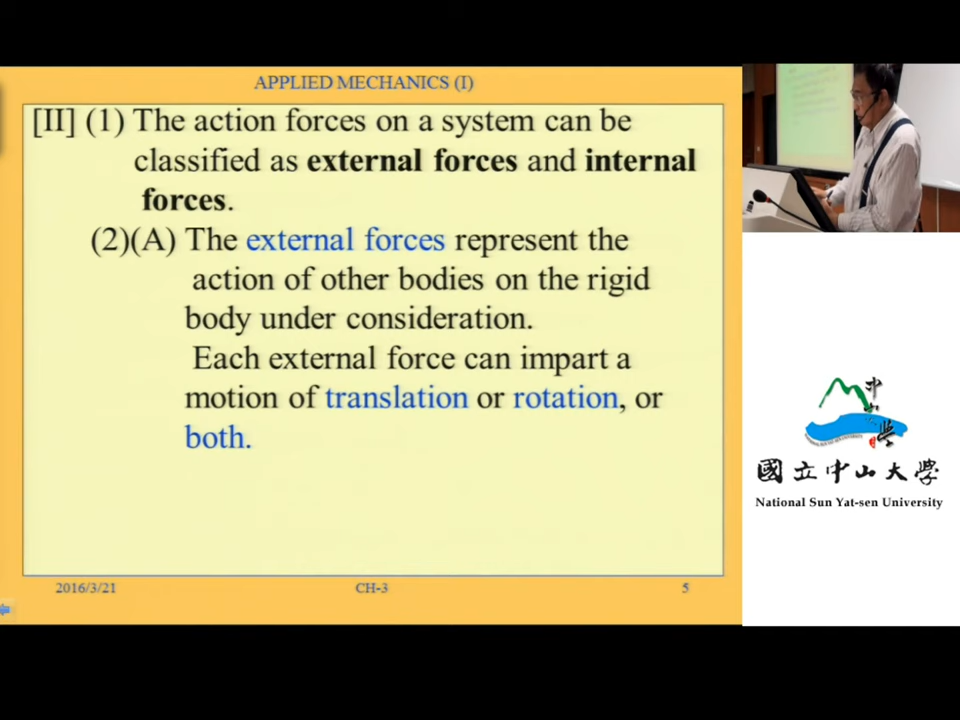 APPLIED MECHANICS (I)
[II] (1) The action forces on a system can be
classified as external forces and internal
forces.
(2)(A) The external forces represent the
action of other bodies on the rigid
body under consideration.
Each external force can impart a
motion of translation or rotation, or
both.
2016/3/21 CH-3 5
國立中山大學
National Sun Yat-sen University